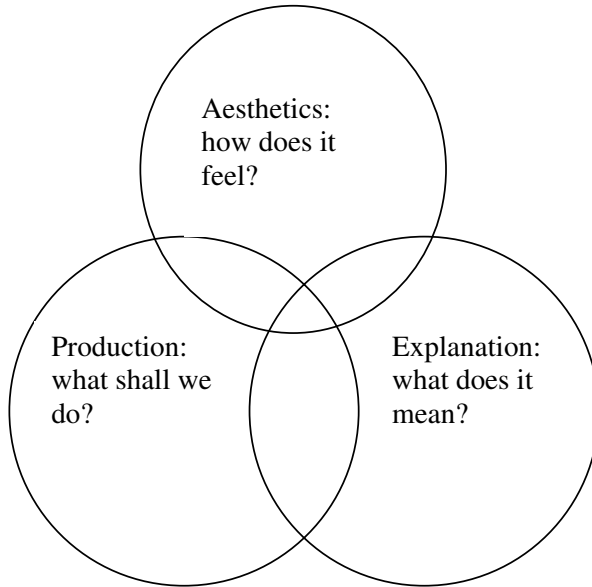 Aesthetics:
how does it
feel?
Production:
what shall we
do?
Explanation:
what does it
mean?